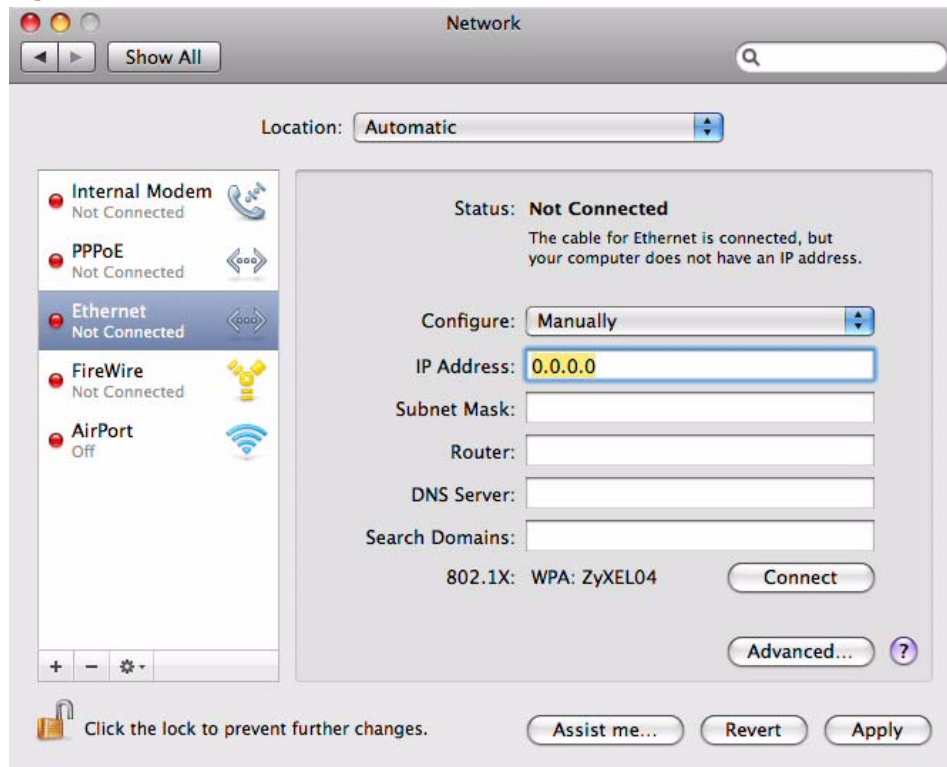 Network
Show All
Location: Automatic
Internal Modem
Not Connected
PPPoE
Not Connected
Ethernet
Not Connected
FireWire
Not Connected
AirPort
Off
Status: Not Connected
The cable for Ethernet is connected, but
your computer does not have an IP address.
Configure: Manually
IP Address: 0.0.0.0
Subnet Mask:
Router:
DNS Server:
Search Domains:
802.1X: WPA: ZyXEL04 Connect
Advanced... ?
+ −
Click the lock to prevent further changes.
Assist me... Revert Apply